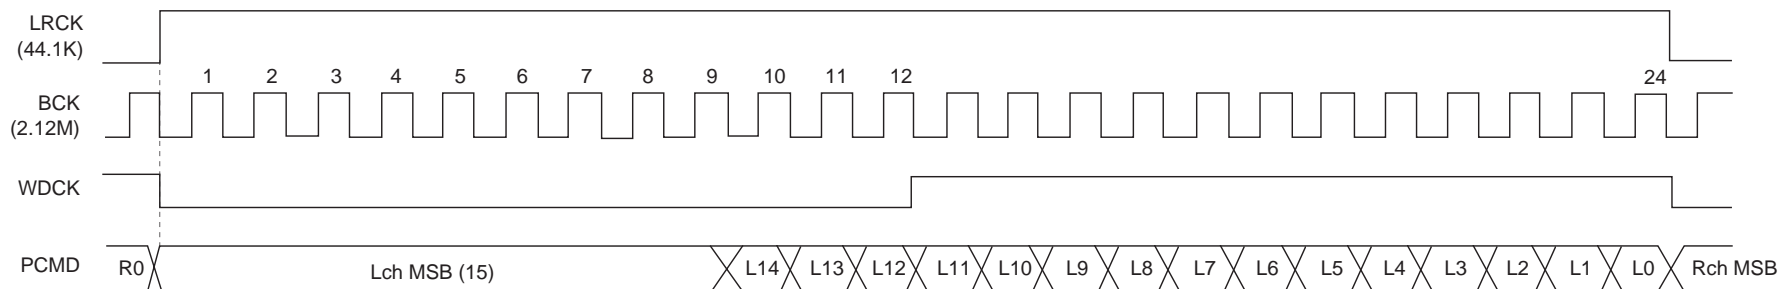 LRCK
(44.1K)
1 2 3 4 5 6 7 8 9 10 11 12 24
BCK
(2.12M)
WDCK
PCMD R0 Lch MSB (15) L14 L13 L12 L11 L10 L9 L8 L7 L6 L5 L4 L3 L2 L1 L0 Rch MSB